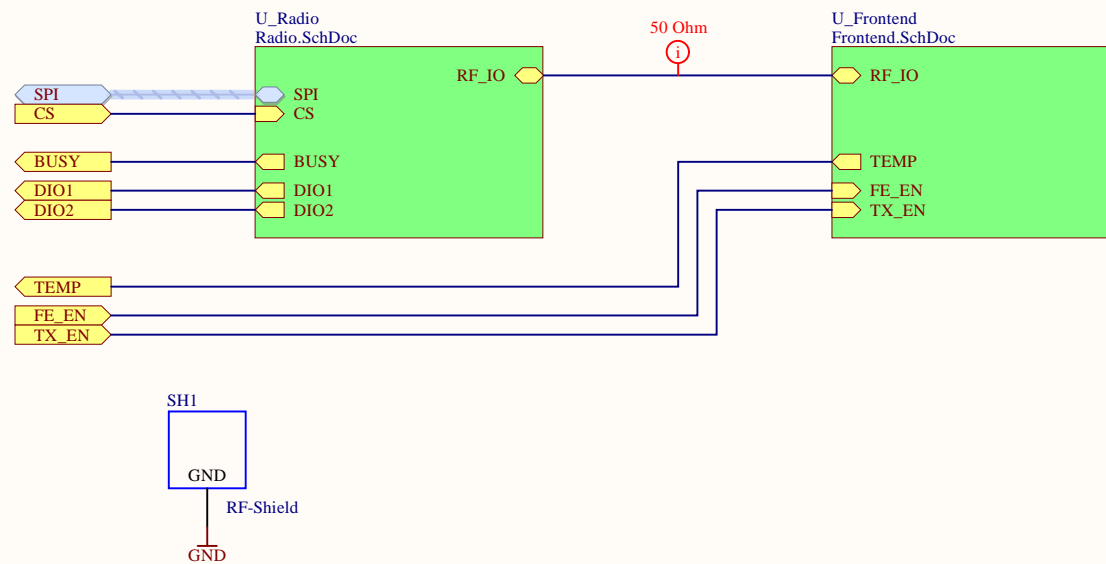 U_Radio
Radio.SchDoc
50 Ohm
i
U_Frontend
Frontend.SchDoc
RF_IO
RF_IO
SPI
SPI
CS
CS
BUSY
BUSY
TEMP
DIO1
DIO1
FE_EN
DIO2
DIO2
TX_EN
TEMP
FE_EN
TX_EN
SH1
GND
RF-Shield
GND